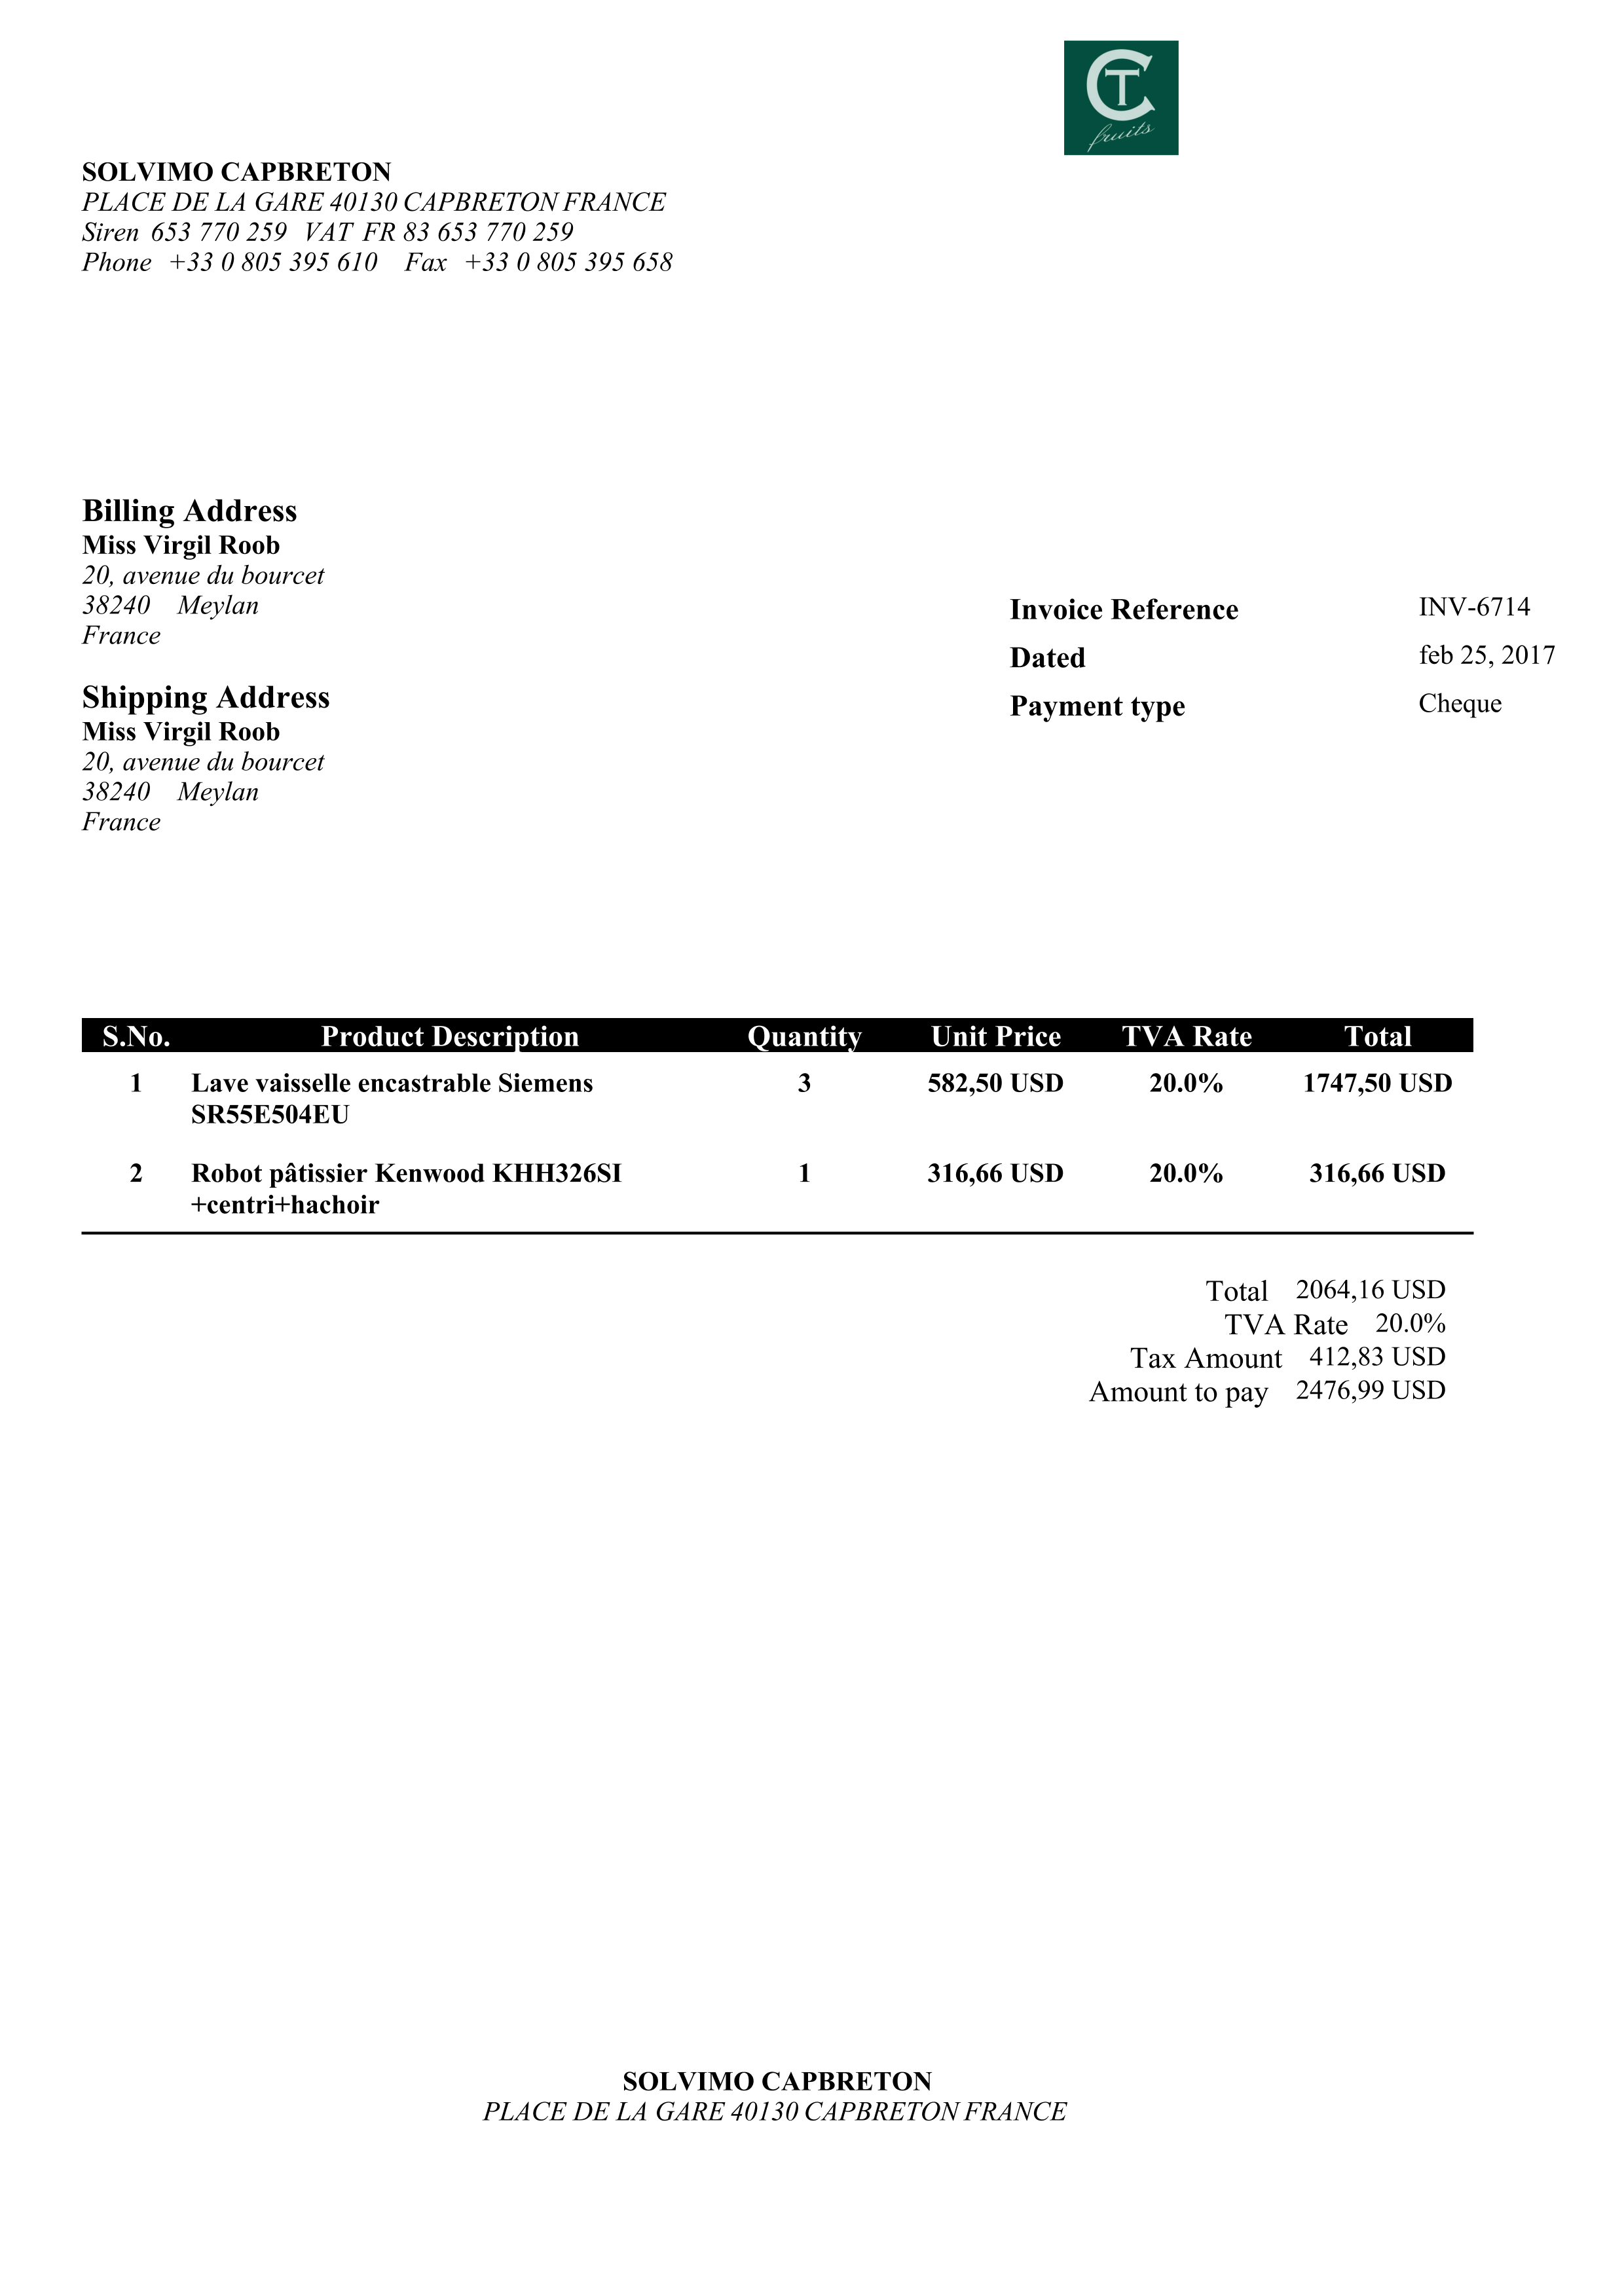 CT
fruits
SOLVIMO CAPBRETON
PLACE DE LA GARE 40130 CAPBRETON FRANCE
Siren 653 770 259 VAT FR 83 653 770 259
Phone +33 0 805 395 610 Fax +33 0 805 395 658
Billing Address
Miss Virgil Roob
20, avenue du bourcet
38240 Meylan
France
Invoice Reference INV-6714
Dated feb 25, 2017
Payment type Cheque
Shipping Address
Miss Virgil Roob
20, avenue du bourcet
38240 Meylan
France
S.No. Product Description Quantity Unit Price TVA Rate Total
1 Lave vaisselle encastrable Siemens 3 582,50 USD 20.0% 1747,50 USD
SR55E504EU
2 Robot pâtissier Kenwood KHH326SI 1 316,66 USD 20.0% 316,66 USD
+centri+hachoir
Total 2064,16 USD
TVA Rate 20.0%
Tax Amount 412,83 USD
Amount to pay 2476,99 USD
SOLVIMO CAPBRETON
PLACE DE LA GARE 40130 CAPBRETON FRANCE